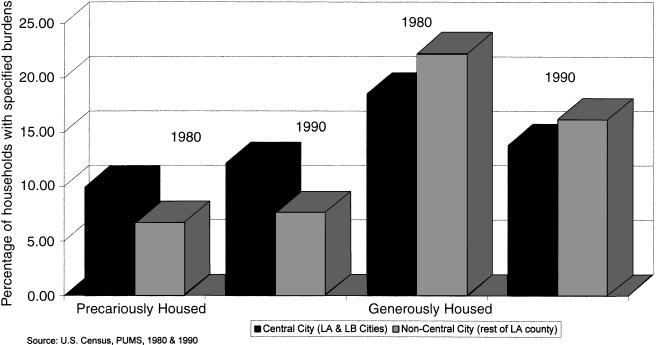 Percentage of households with specified burdens
25.00
20.00
15.00
10.00
5.00
0.00
1980
1990
1980
1990
Precariously Housed
Generously Housed
Central City (LA & LB Cities) Non-Central City (rest of LA county)
Source: U.S. Census, PUMS, 1980 & 1990